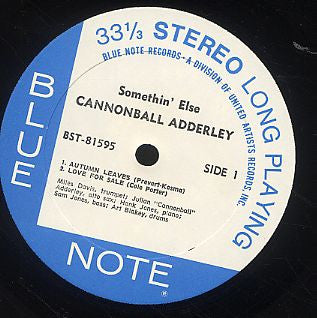 33⅓ STEREO LONG PLAYING
BLUE NOTE RECORDS - A DIVISION OF UNITED ARTISTS RECORDS, INC.
Somethin' Else
CANNONBALL ADDERLEY
BST-81595
SIDE 1
1. AUTUMN LEAVES (Prevert-Kosma)
2. LOVE FOR SALE (Cole Porter)
Miles Davis, trumpet; Julian "Cannonball"
Adderley, alto sax; Hank Jones, piano;
Sam Jones, bass; Art Blakey, drums
BLUE
NOTE